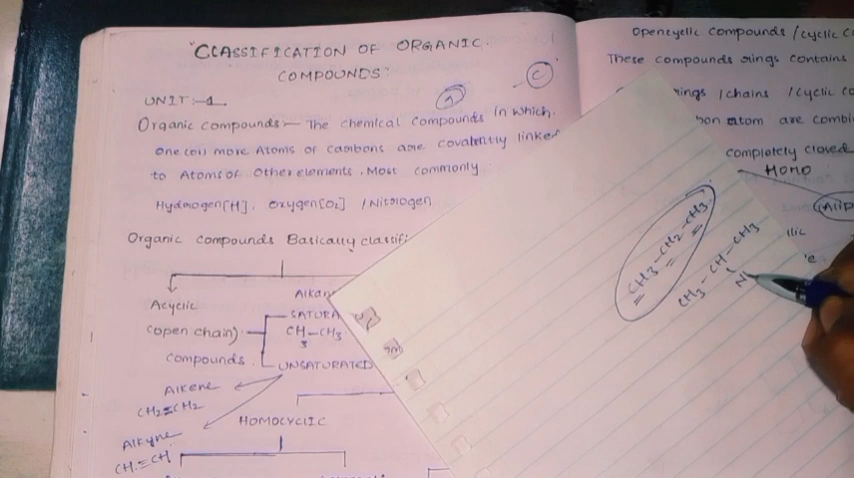 "CLASSIFICATION OF ORGANIC.
COMPOUNDS:
UNIT:-1
C
Organic compounds - The chemical compounds in which.
One (or) more Atoms of carbons are covalently linked
to Atoms of Other elements. Most commonly
Hydrogen[H], Oxygen[O2] / Nitrogen.
Organic compounds Basically classifi
Acyclic
(open chain)
compounds.
Alkan
SATURA
CH-CH3
3
UNSATURATED
Alkene
CH2=CH2
Alkyne
CH≡CH
HOMOCYCLIC
Opencyclic compounds / cyclic c
These compounds rings contains
rings / chains / cyclic co
bon atom are combi
completely closed
HOMO
Alip
lic
CH3-CH2-CH3
CH3-CH-CH3
N